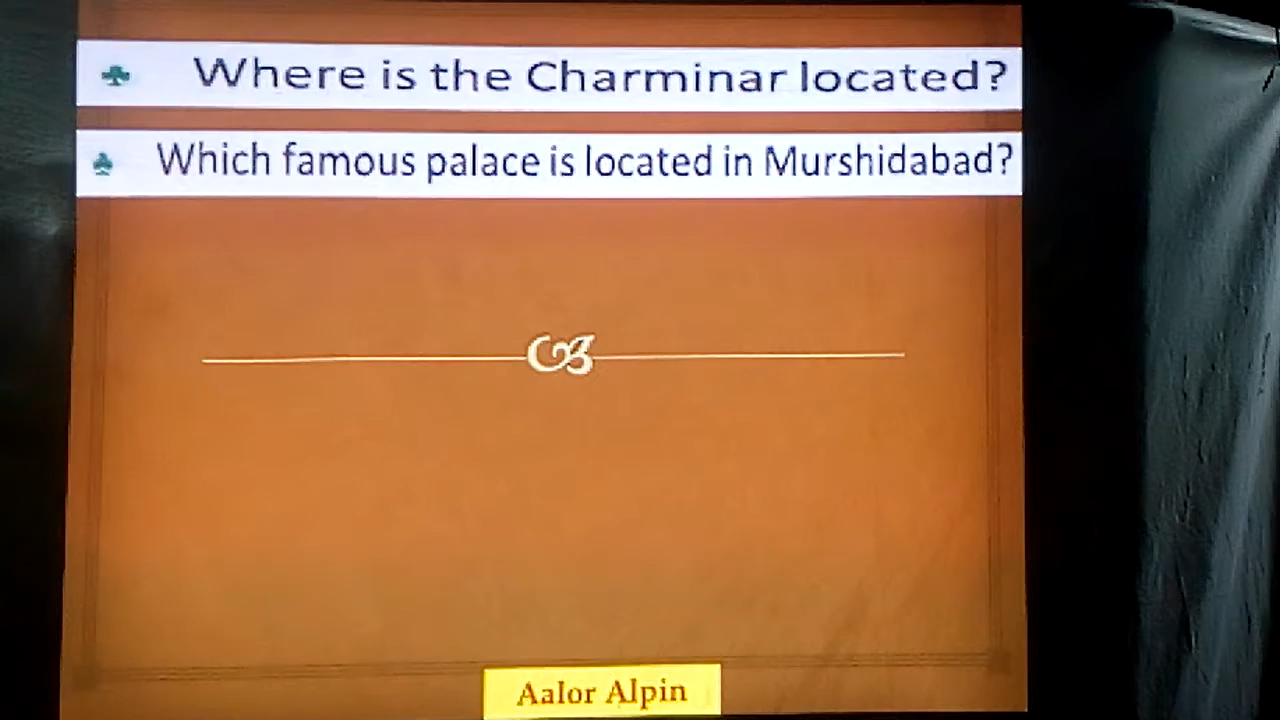 Where is the Charminar located?
Which famous palace is located in Murshidabad?
Aalor Alpin